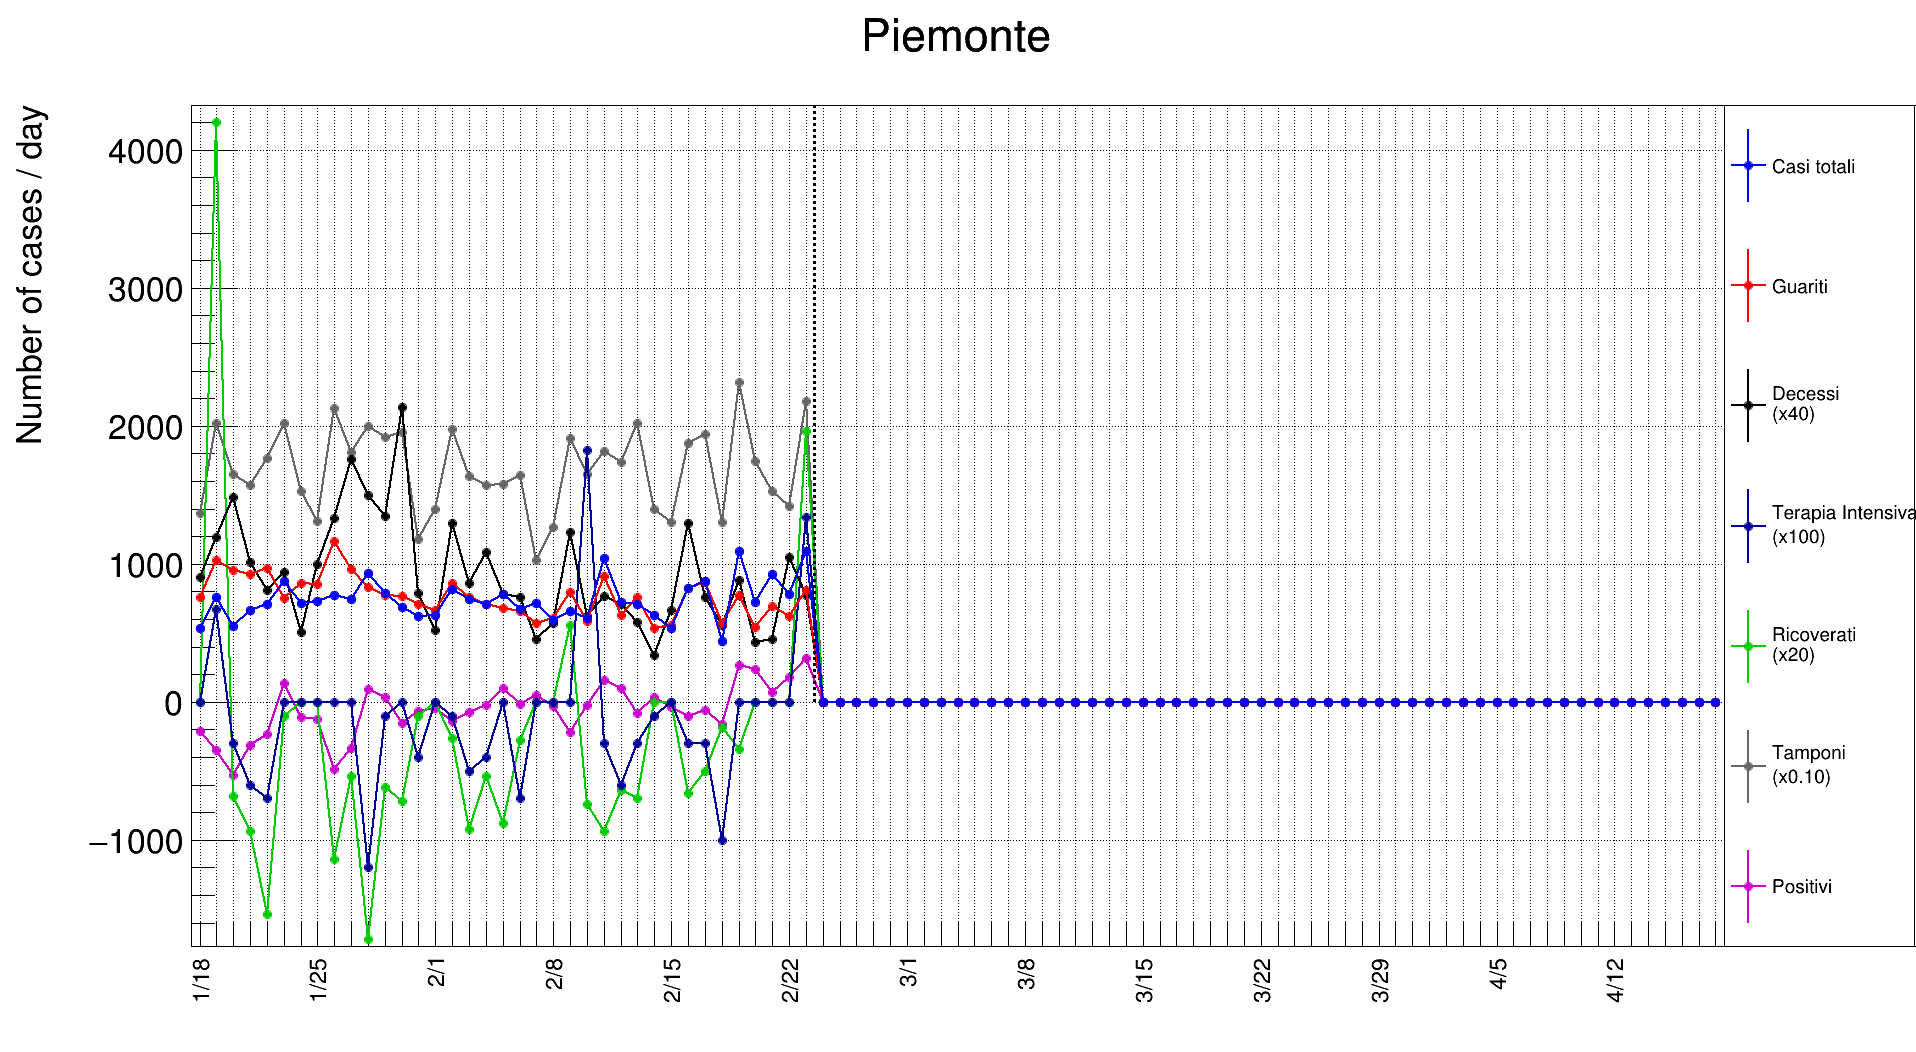 Piemonte
Number of cases / day
4000
3000
2000
1000
0
−1000
1/18
1/25
2/1
2/8
2/15
2/22
3/1
3/8
3/15
3/22
3/29
4/5
4/12
Casi totali
Guariti
Decessi
(x40)
Terapia Intensiva
(x100)
Ricoverati
(x20)
Tamponi
(x0.10)
Positivi